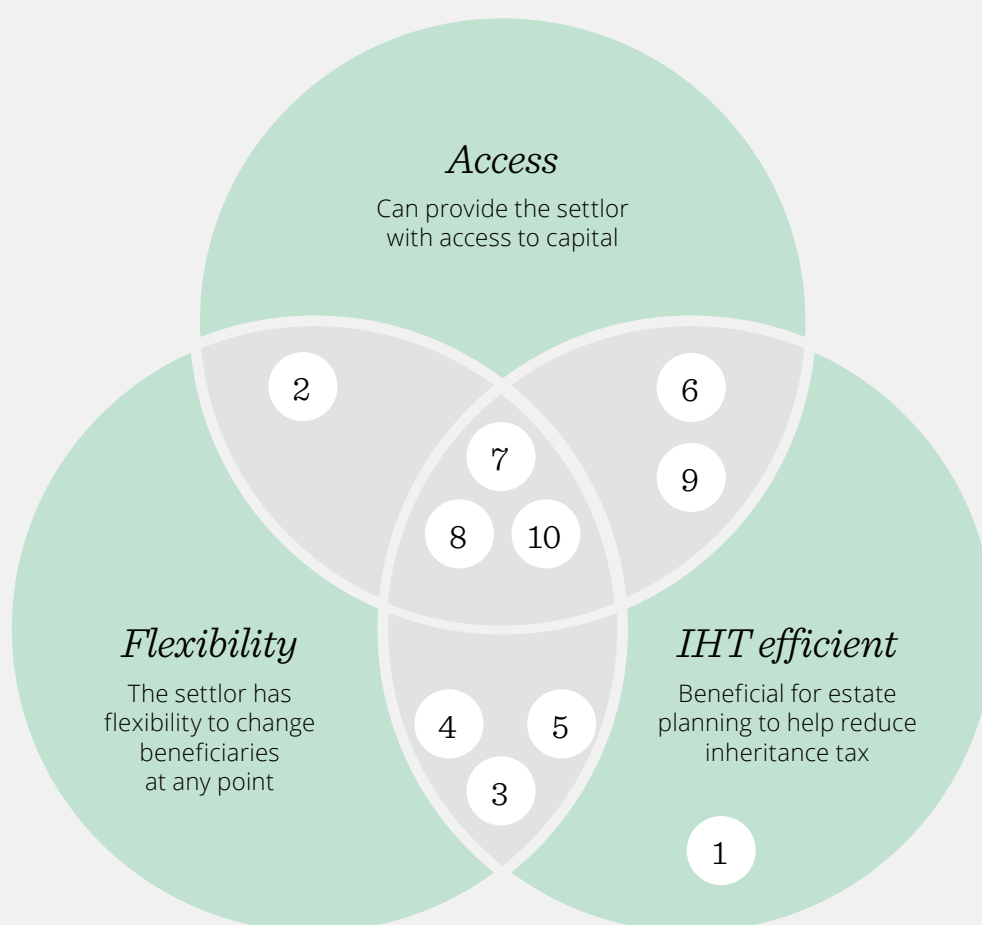 Access
Can provide the settlor
with access to capital
2
6
7
9
8
10
Flexibility
The settlor has
flexibility to change
beneficiaries
at any point
IHT efficient
Beneficial for estate
planning to help reduce
inheritance tax
4
5
3
1